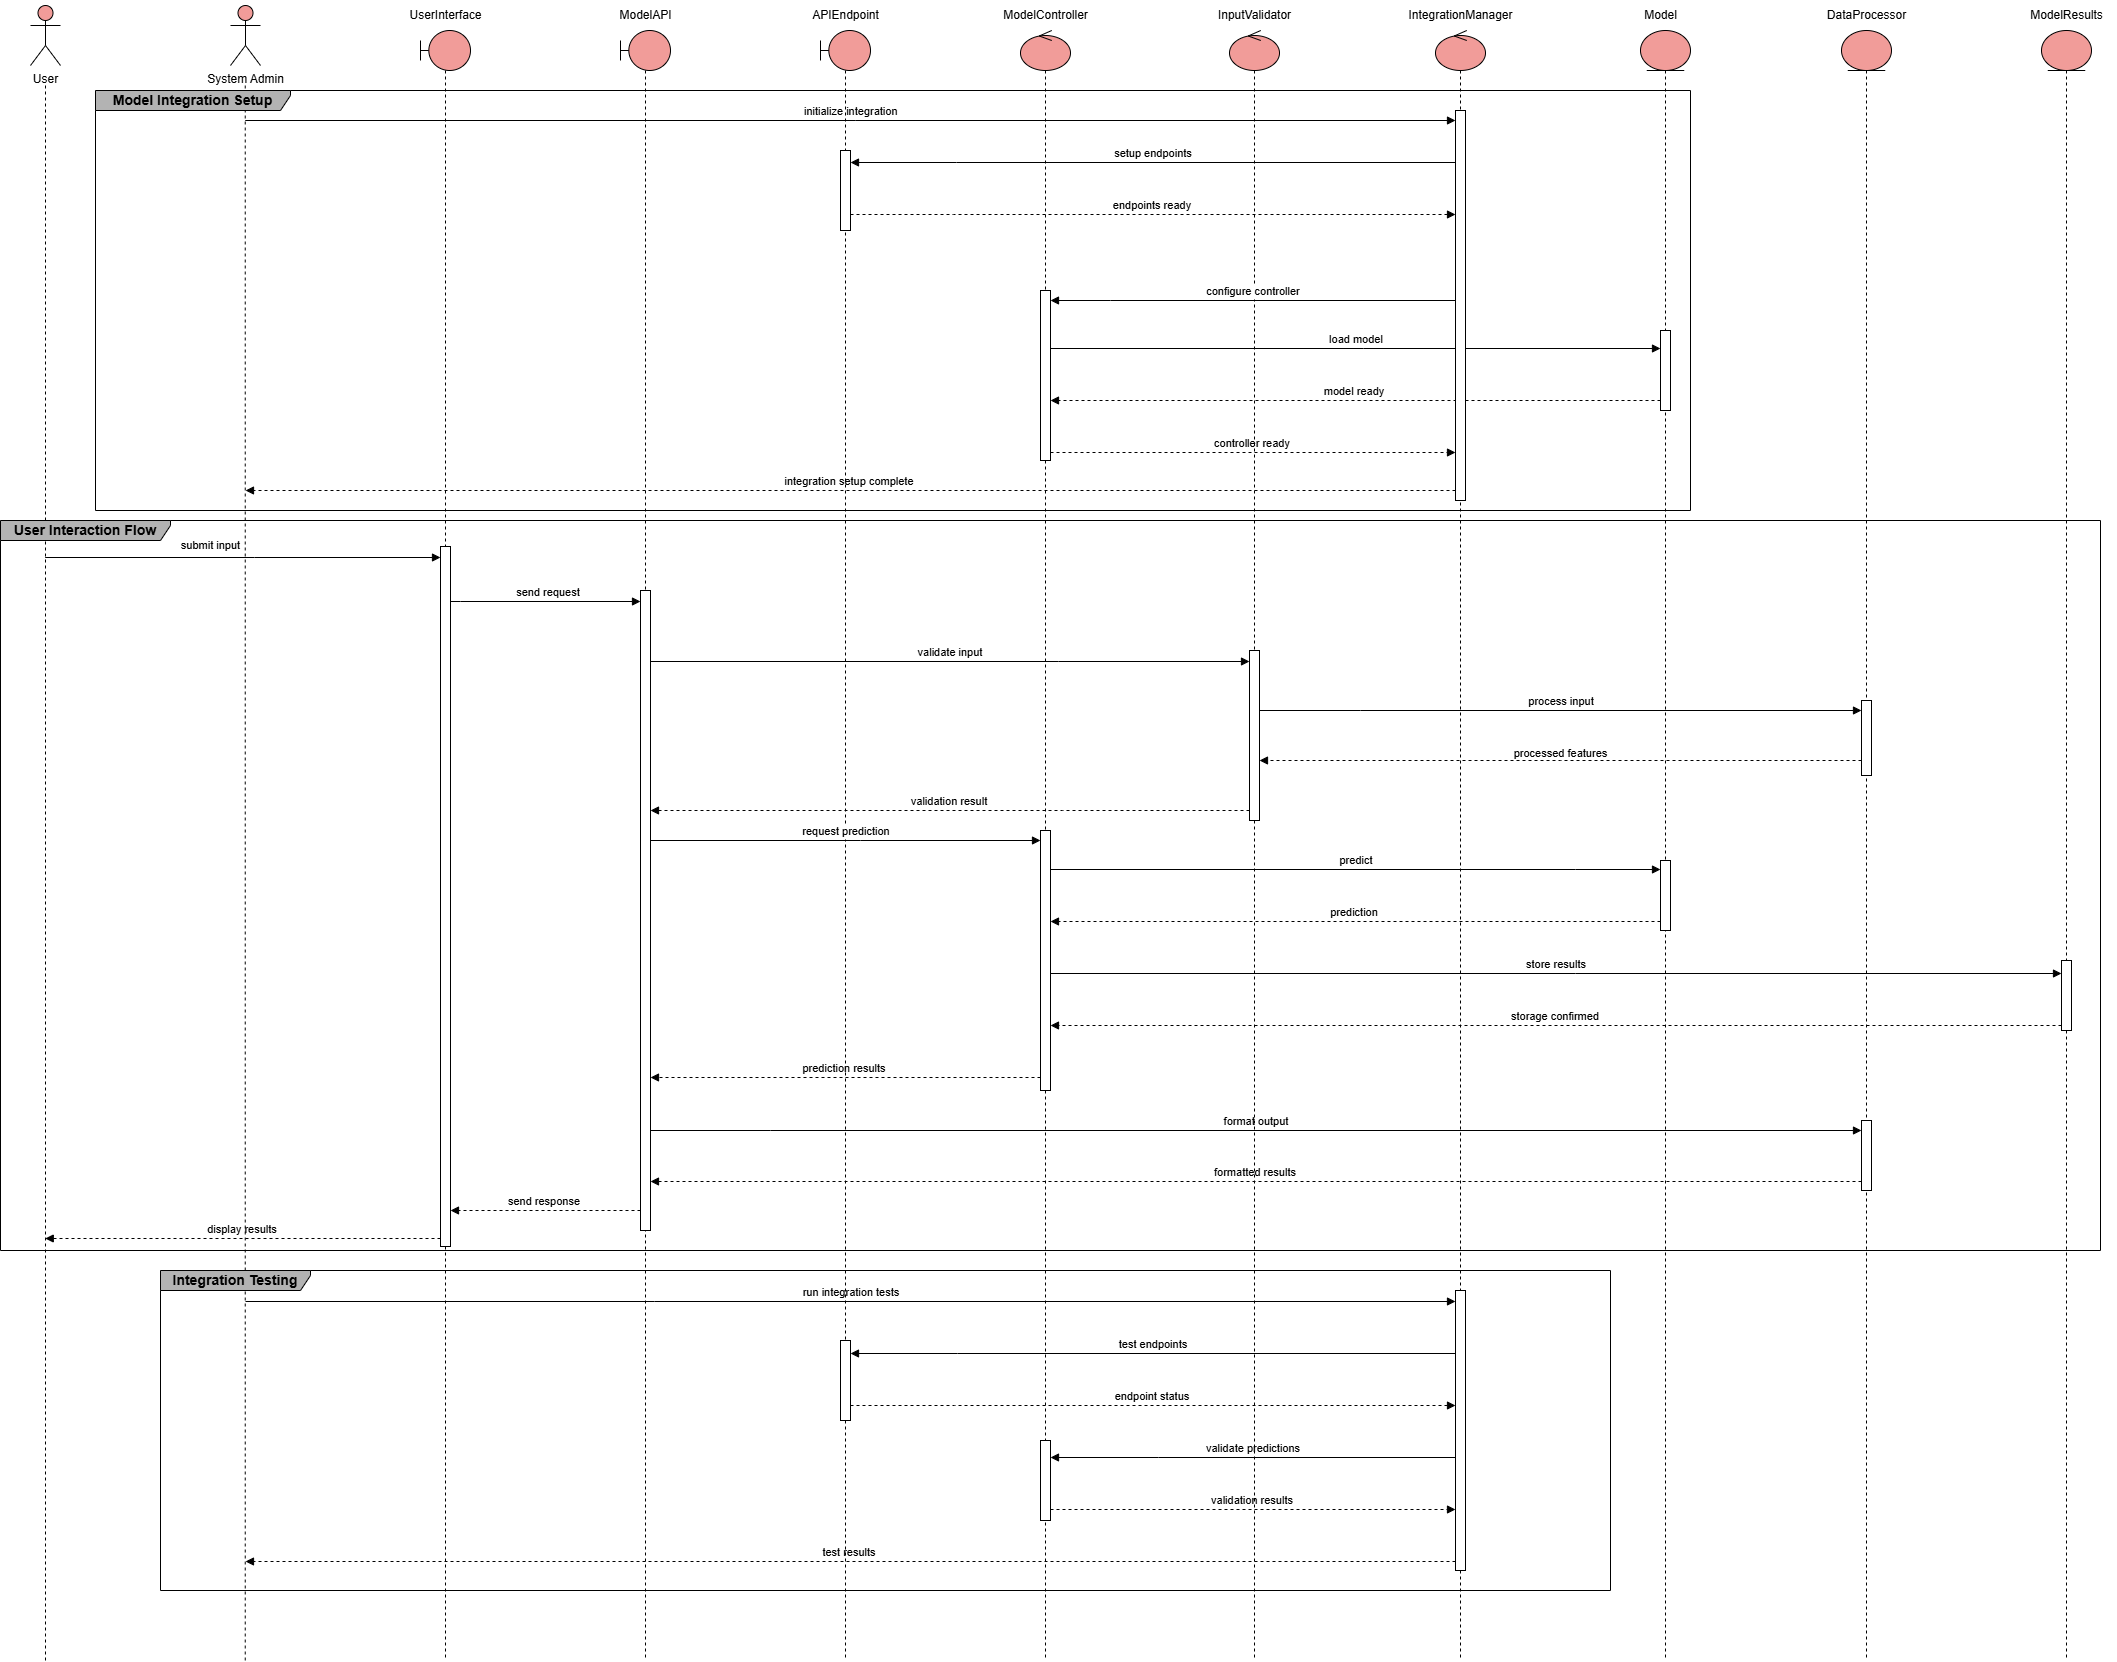 UserInterface
ModelAPI
APIEndpoint
ModelController
InputValidator
IntegrationManager
Model
DataProcessor
ModelResults
User
System Admin
Model Integration Setup
initialize integration
setup endpoints
endpoints ready
configure controller
load model
model ready
controller ready
integration setup complete
User Interaction Flow
submit input
send request
validate input
process input
processed features
validation result
request prediction
predict
prediction
store results
storage confirmed
prediction results
format output
formatted results
send response
display results
Integration Testing
run integration tests
test endpoints
endpoint status
validate predictions
validation results
test results